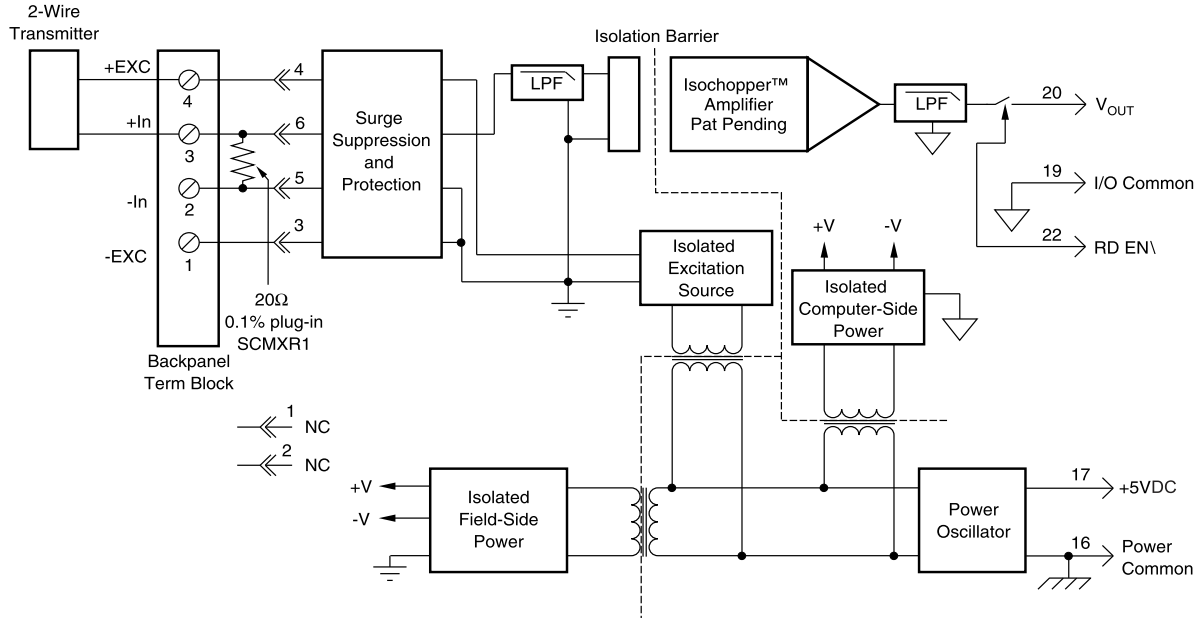 2-Wire
Transmitter
+EXC
4
4
+In
3
6
-In
2
5
-EXC
1
3
20Ω
0.1% plug-in
SCMXR1
Backpanel
Term Block
Surge
Suppression
and
Protection
LPF
Isolation Barrier
Isochopper™
Amplifier
Pat Pending
LPF
20
V_OUT
19
I/O Common
22
RD EN\
Isolated
Excitation
Source
+V
-V
Isolated
Computer-Side
Power
1
NC
2
NC
+V
-V
Isolated
Field-Side
Power
Power
Oscillator
17
+5VDC
16
Power
Common